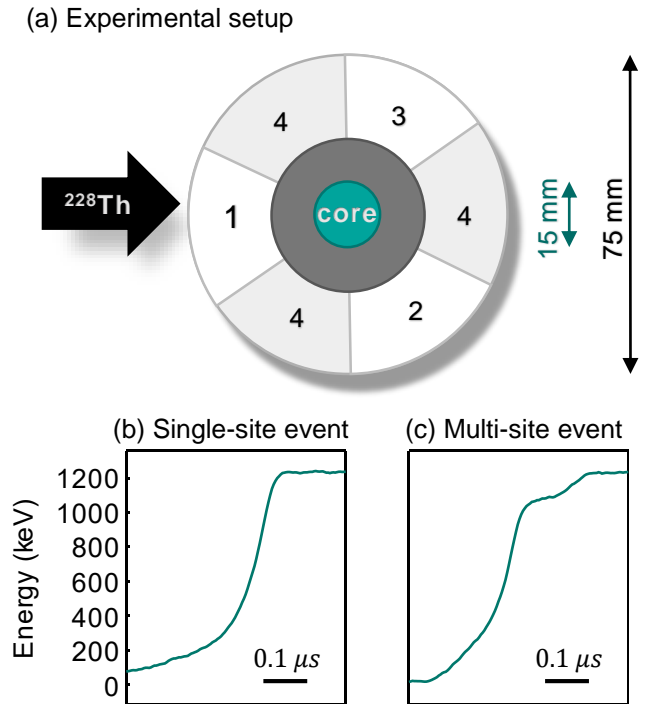 (a) Experimental setup
4
3
²²⁸Th
1
core
4
4
2
15 mm
75 mm
(b) Single-site event
(c) Multi-site event
Energy (keV)
1200
1000
800
600
400
200
0
0.1 μs
0.1 μs